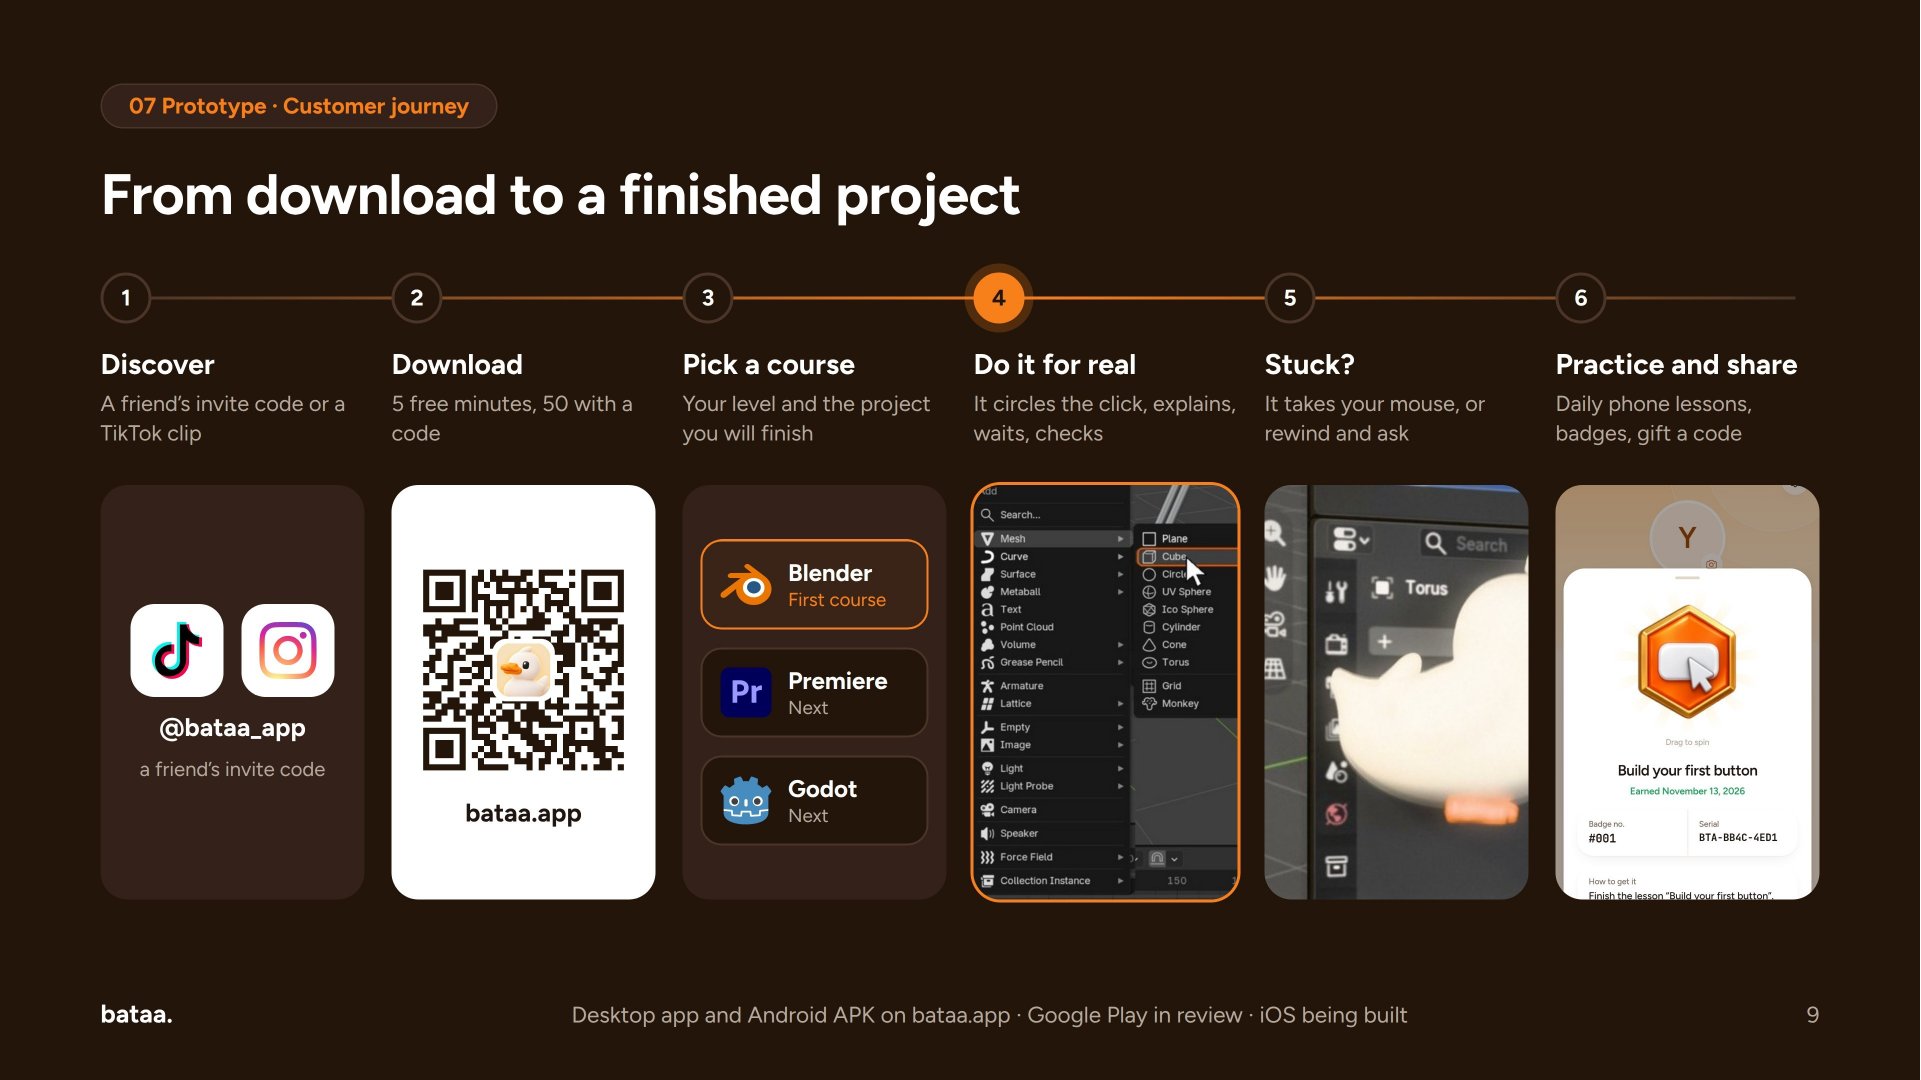 07 Prototype · Customer journey
From download to a finished project
1
2
3
4
5
6
Discover
A friend’s invite code or a
TikTok clip
Download
5 free minutes, 50 with a
code
Pick a course
Your level and the project
you will finish
Do it for real
It circles the click, explains,
waits, checks
Stuck?
It takes your mouse, or
rewind and ask
Practice and share
Daily phone lessons,
badges, gift a code
@bataa_app
a friend’s invite code
bataa.app
Blender
First course
Pr
Premiere
Next
Godot
Next
Search...
Mesh
Curve
Surface
Metaball
Text
Point Cloud
Volume
Grease Pencil
Armature
Lattice
Empty
Image
Light
Light Probe
Camera
Speaker
Force Field
Collection Instance
Plane
Cube
Circle
UV Sphere
Ico Sphere
Cylinder
Cone
Torus
Grid
Monkey
150
Search
Torus
Y
Drag to spin
Build your first button
Earned November 13, 2026
Badge no.
#001
Serial
BTA-BB4C-4ED1
How to get it
Finish the lesson “Build your first button”.
bataa.
Desktop app and Android APK on bataa.app · Google Play in review · iOS being built
9